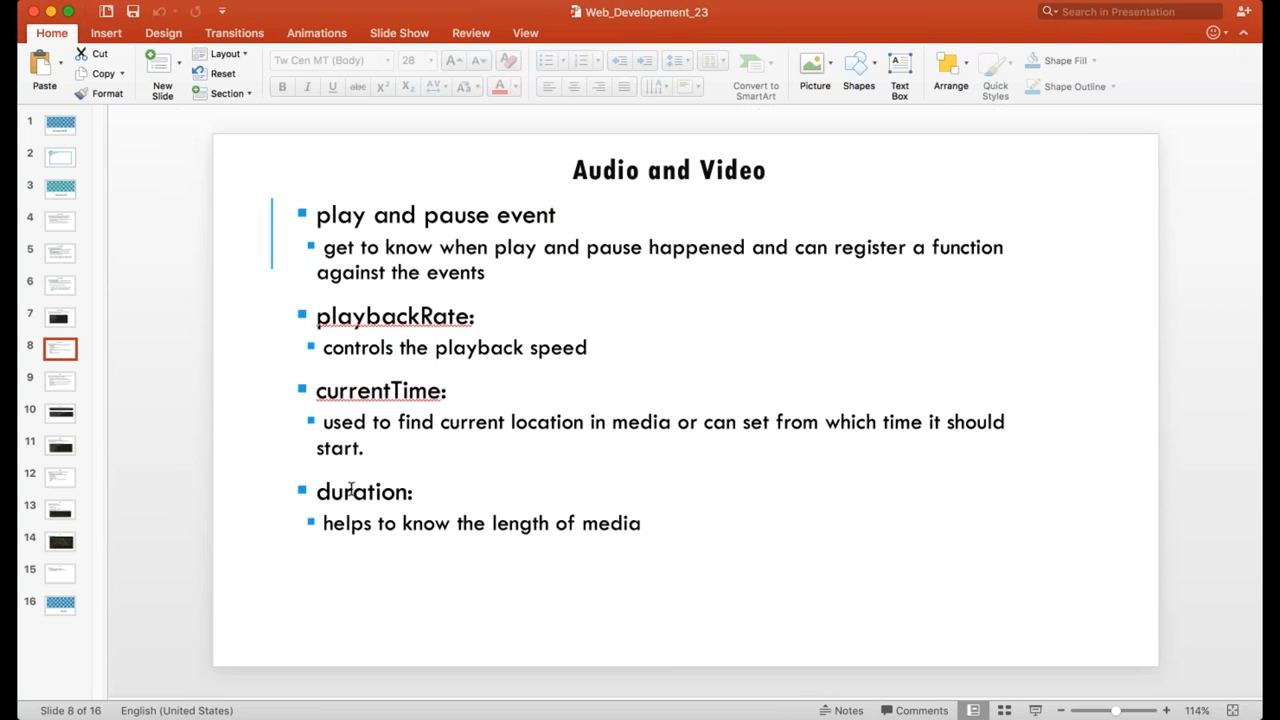 Web_Developement_23
Search in Presentation
Home Insert Design Transitions Animations Slide Show Review View
Paste Cut Copy Format
New Slide Layout Reset Section
Tw Cen MT (Body) 28
Convert to SmartArt
Picture Shapes Text Box Arrange Quick Styles Shape Fill Shape Outline
1
2
3
4
5
6
7
8
9
10
11
12
13
14
15
16
Audio and Video
play and pause event
get to know when play and pause happened and can register a function
against the events
playbackRate:
controls the playback speed
currentTime:
used to find current location in media or can set from which time it should
start.
duration:
helps to know the length of media
Slide 8 of 16 English (United States) Notes Comments 114%